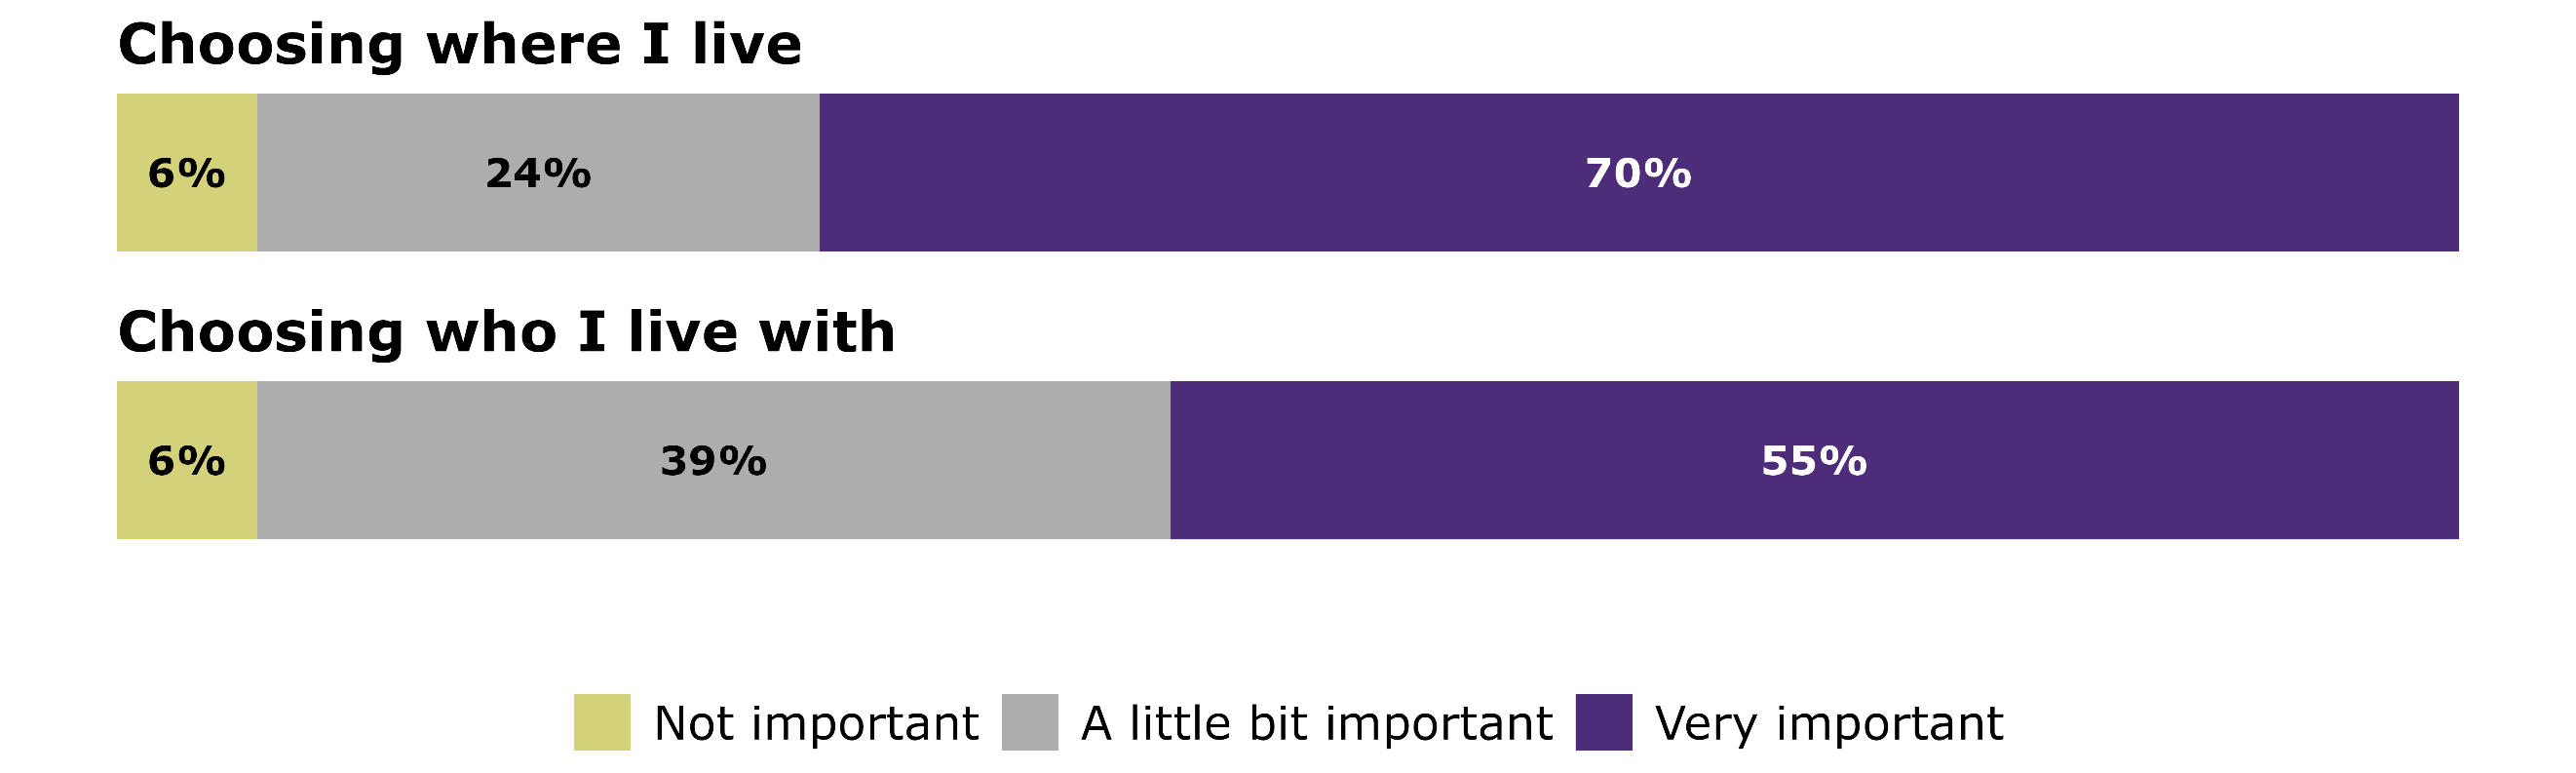 Choosing where I live
6% 24% 70%
Choosing who I live with
6% 39% 55%
Not important A little bit important Very important